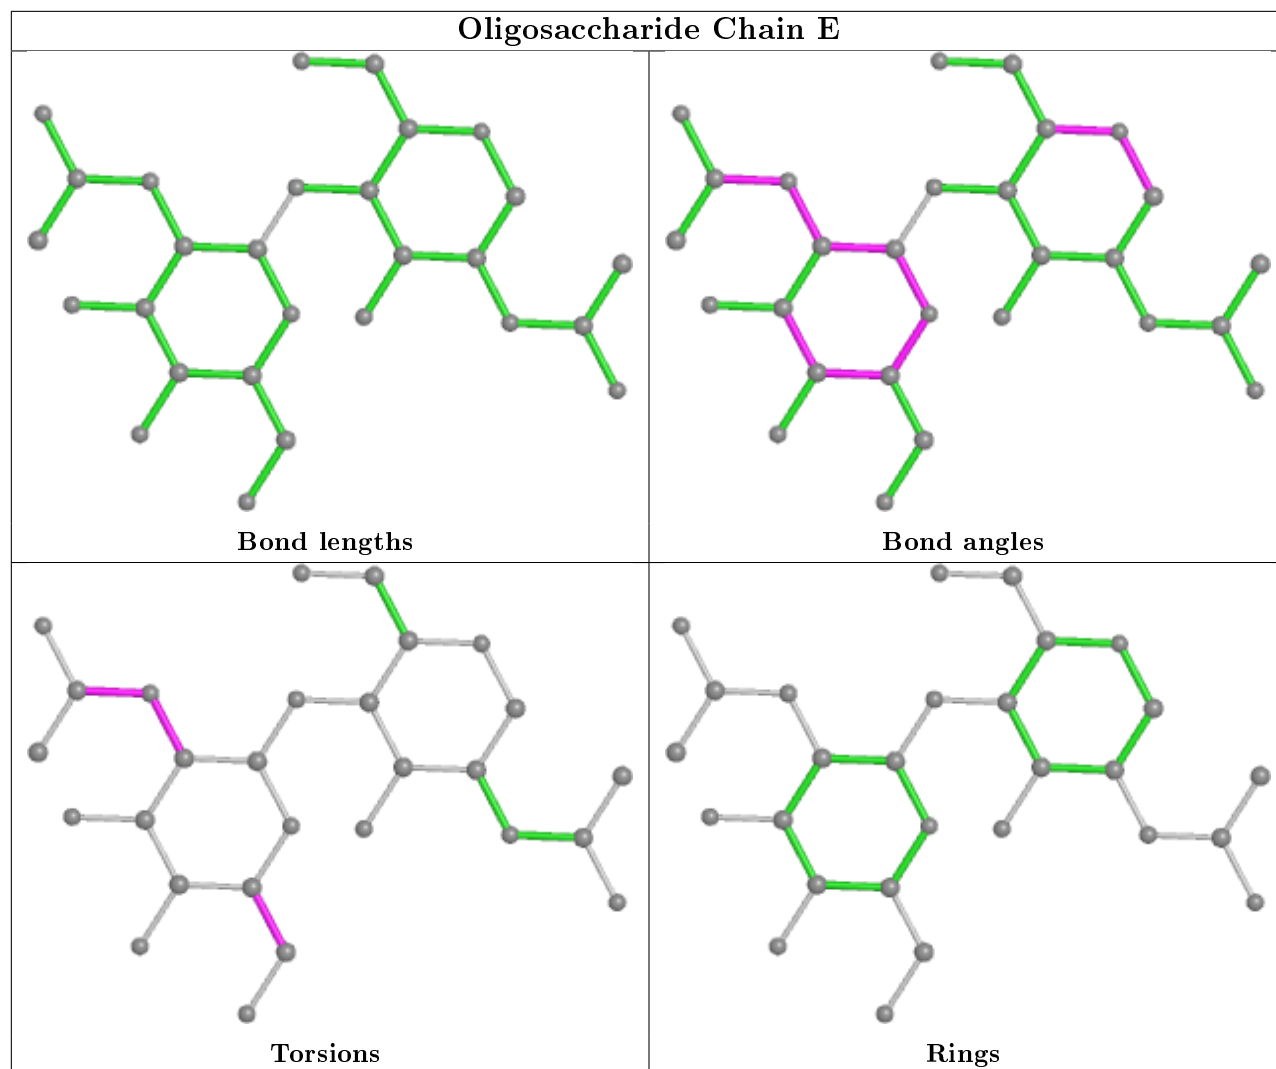 Oligosaccharide Chain E
Bond lengths
Bond angles
Torsions
Rings